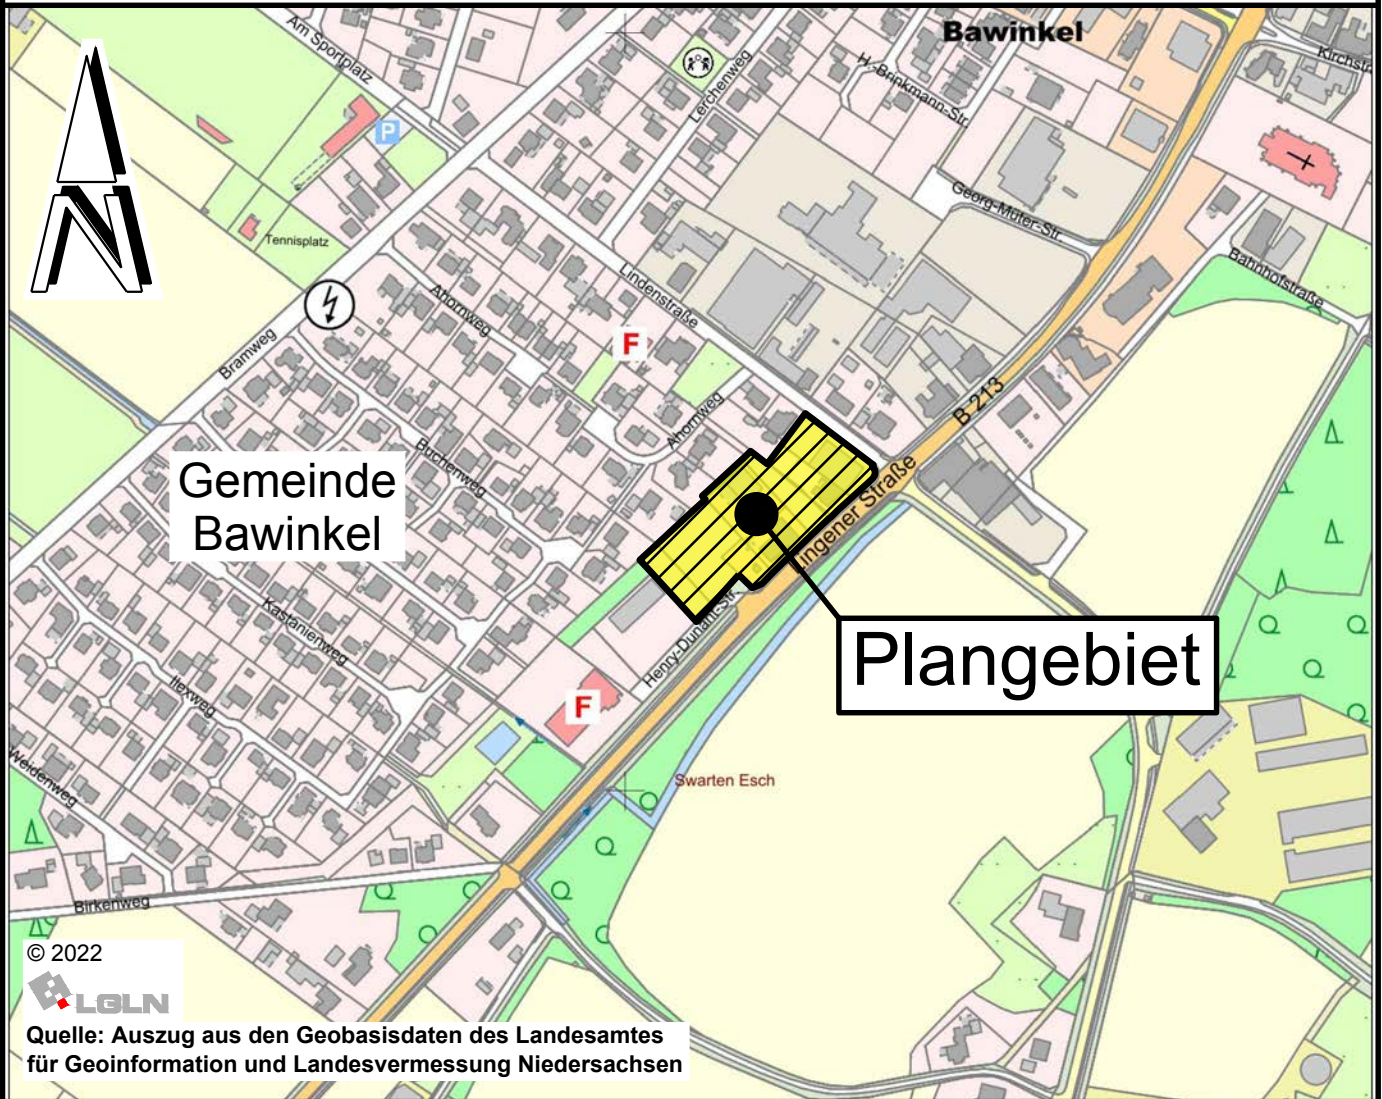 Bawinkel
Am Sportplatz
Lerchenweg
H.-Brinkmann-Str.
Kirchstr
P
N
Georg-Müter-Str.
Tennisplatz
Lindenstraße
Bahnhofstraße
Ahornweg
Bramweg
F
Ahornweg
B 213
Buchenweg
Gemeinde
Bawinkel
Lingener Straße
Kastanienweg
Henry-Dunant-Str.
Plangebiet
Ilexweg
F
Weidenweg
Swarten Esch
Birkenweg
© 2022
LGLN
Quelle: Auszug aus den Geobasisdaten des Landesamtes
für Geoinformation und Landesvermessung Niedersachsen